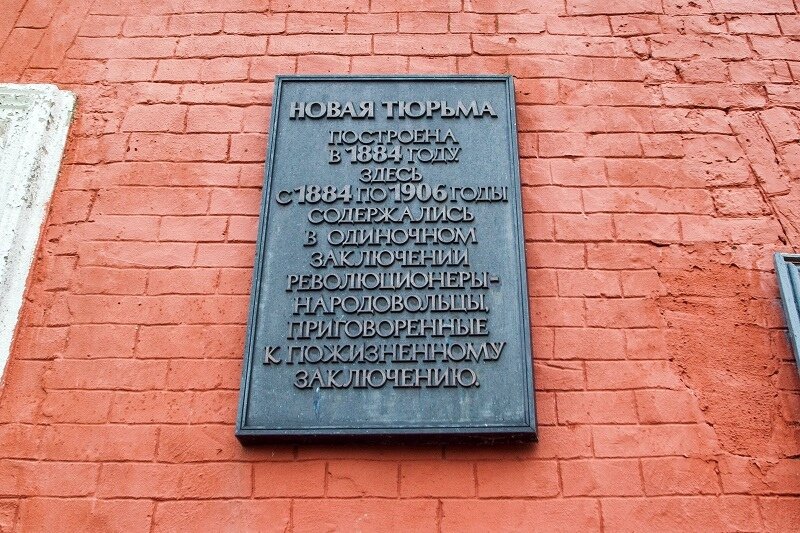 НОВАЯ ТЮРЬМА
ПОСТРОЕНА
В 1884 ГОДУ.
ЗДЕСЬ
С 1884 ПО 1906 ГОДЫ
СОДЕРЖАЛИСЬ
В ОДИНОЧНОМ
ЗАКЛЮЧЕНИИ
РЕВОЛЮЦИОНЕРЫ-
НАРОДОВОЛЬЦЫ,
ПРИГОВОРЕННЫЕ
К ПОЖИЗНЕННОМУ
ЗАКЛЮЧЕНИЮ.